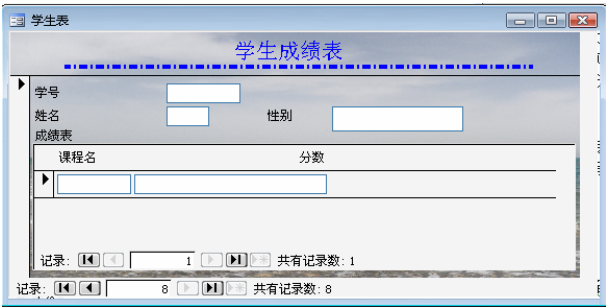 学生表
学生成绩表
学号
姓名 性别
成绩表
课程名 分数
记录: 1 共有记录数: 1
记录: 8 共有记录数: 8